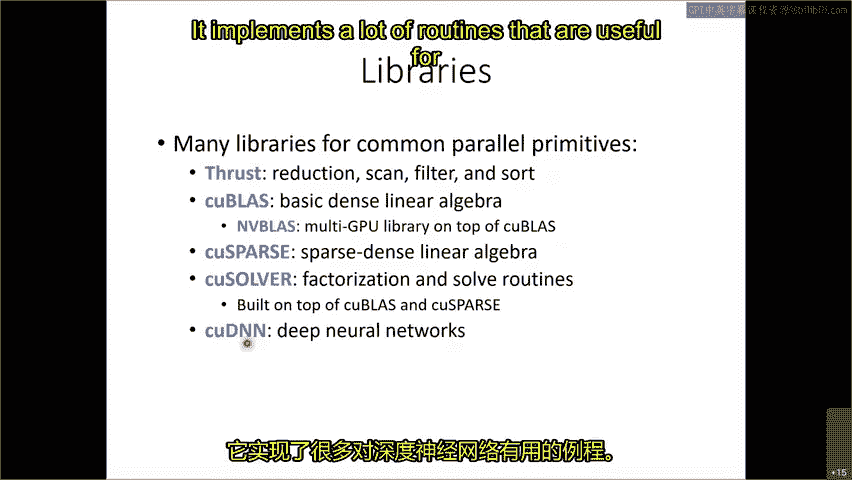 It implements a lot of routines that are useful
for
Libraries
• Many libraries for common parallel primitives:
• Thrust: reduction, scan, filter, and sort
• cuBLAS: basic dense linear algebra
• NVBLAS: multi-GPU library on top of cuBLAS
• cuSPARSE: sparse-dense linear algebra
• cuSOLVER: factorization and solve routines
• Built on top of cuBLAS and cuSPARSE
• cuDNN: deep neural networks
它实现了很多对深度神经网络有用的例程。